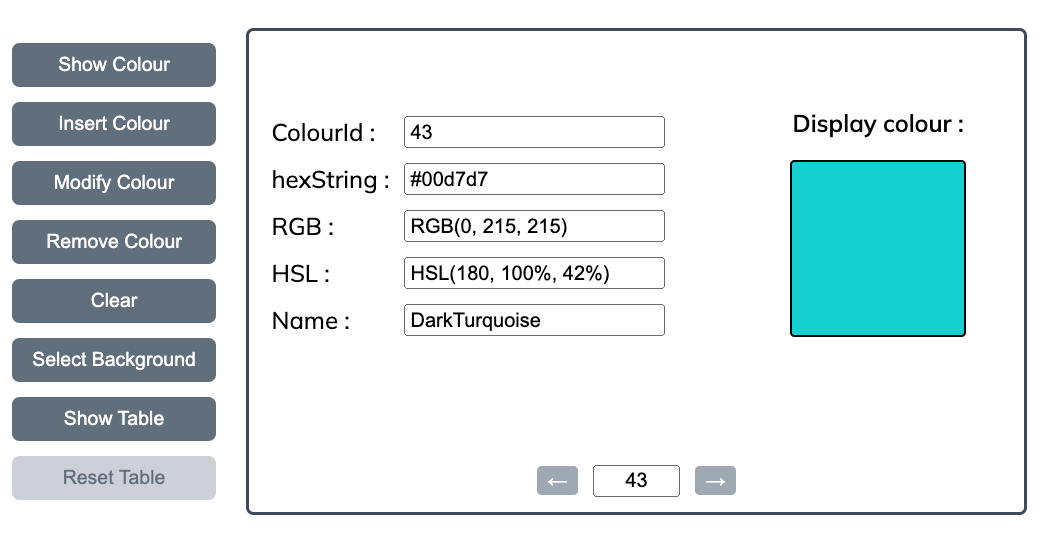 Show Colour
Insert Colour
Modify Colour
Remove Colour
Clear
Select Background
Show Table
Reset Table
ColourId : 43
hexString : #00d7d7
RGB : RGB(0, 215, 215)
HSL : HSL(180, 100%, 42%)
Name : DarkTurquoise
Display colour :
← 43 →